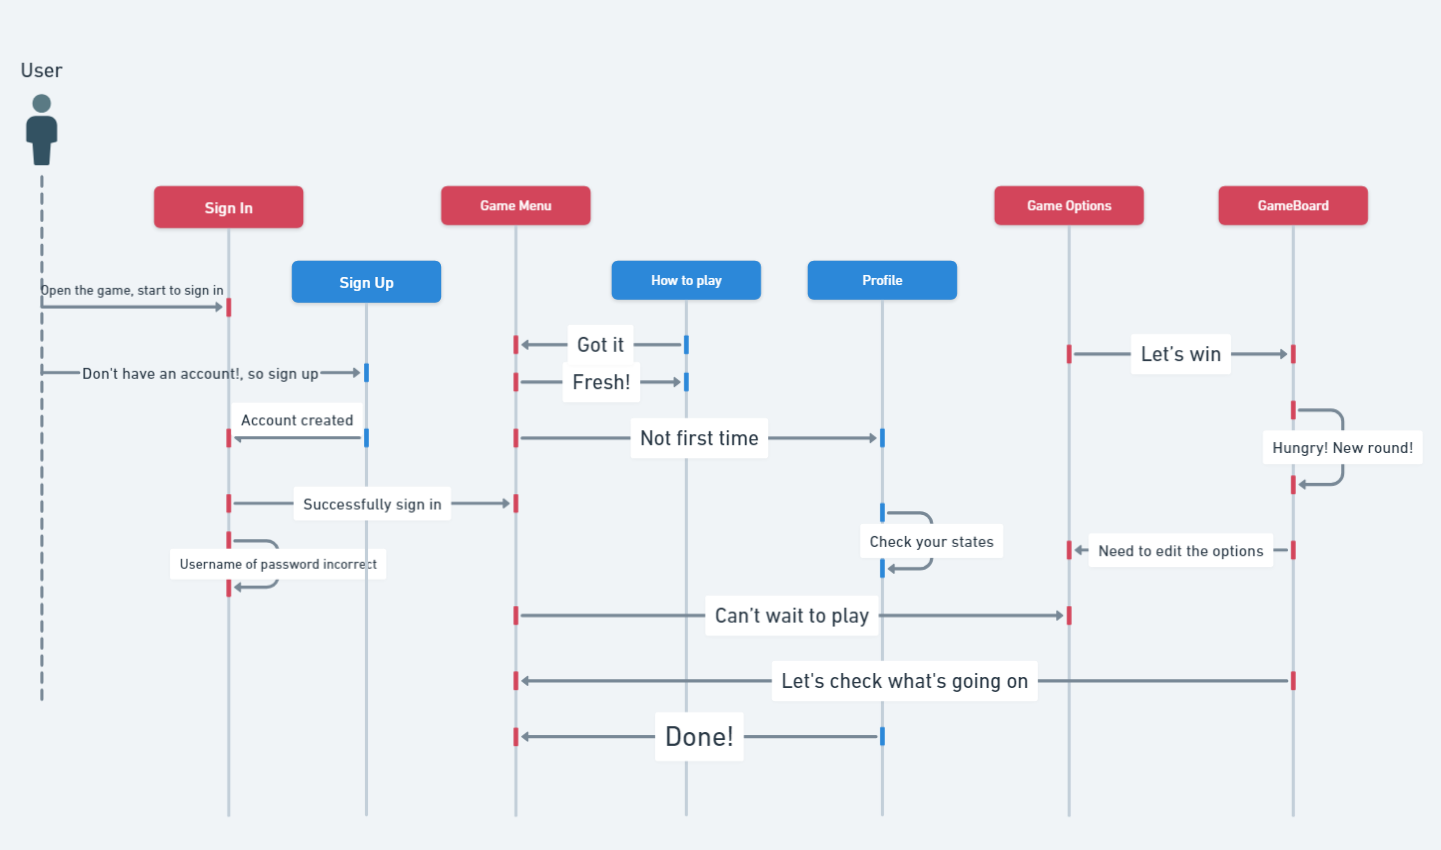 User
Sign In
Game Menu
Game Options
GameBoard
Sign Up
How to play
Profile
Open the game, start to sign in
Got it
Let's win
Don't have an account!, so sign up
Fresh!
Account created
Not first time
Hungry! New round!
Successfully sign in
Check your states
Need to edit the options
Username of password incorrect
Can't wait to play
Let's check what's going on
Done!